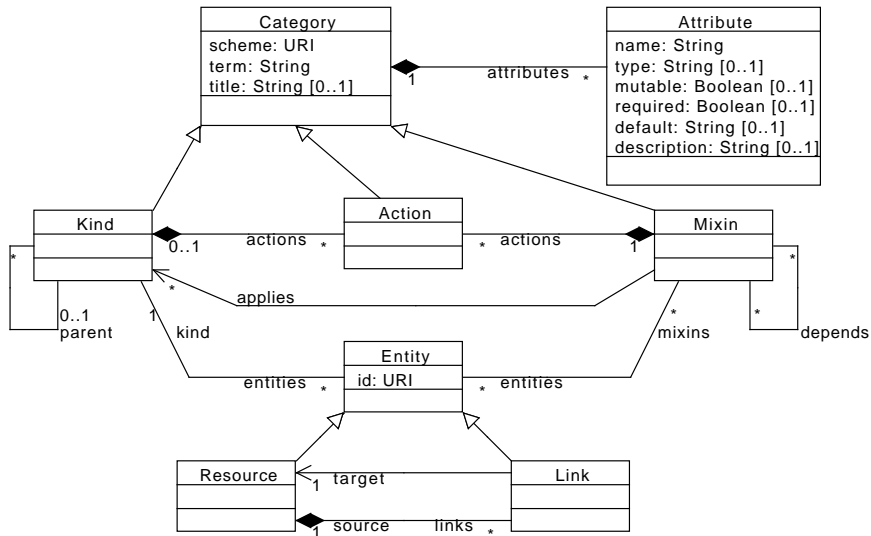 Category
scheme: URI
term: String
title: String [0..1]
1
attributes
*
Attribute
name: String
type: String [0..1]
mutable: Boolean [0..1]
required: Boolean [0..1]
default: String [0..1]
description: String [0..1]
Kind
0..1
actions
*
Action
*
actions
1
Mixin
*
0..1
parent
*
applies
*
*
depends
1
kind
entities
*
Entity
id: URI
*
entities
*
mixins
Resource
1
target
Link
1
source
links
*